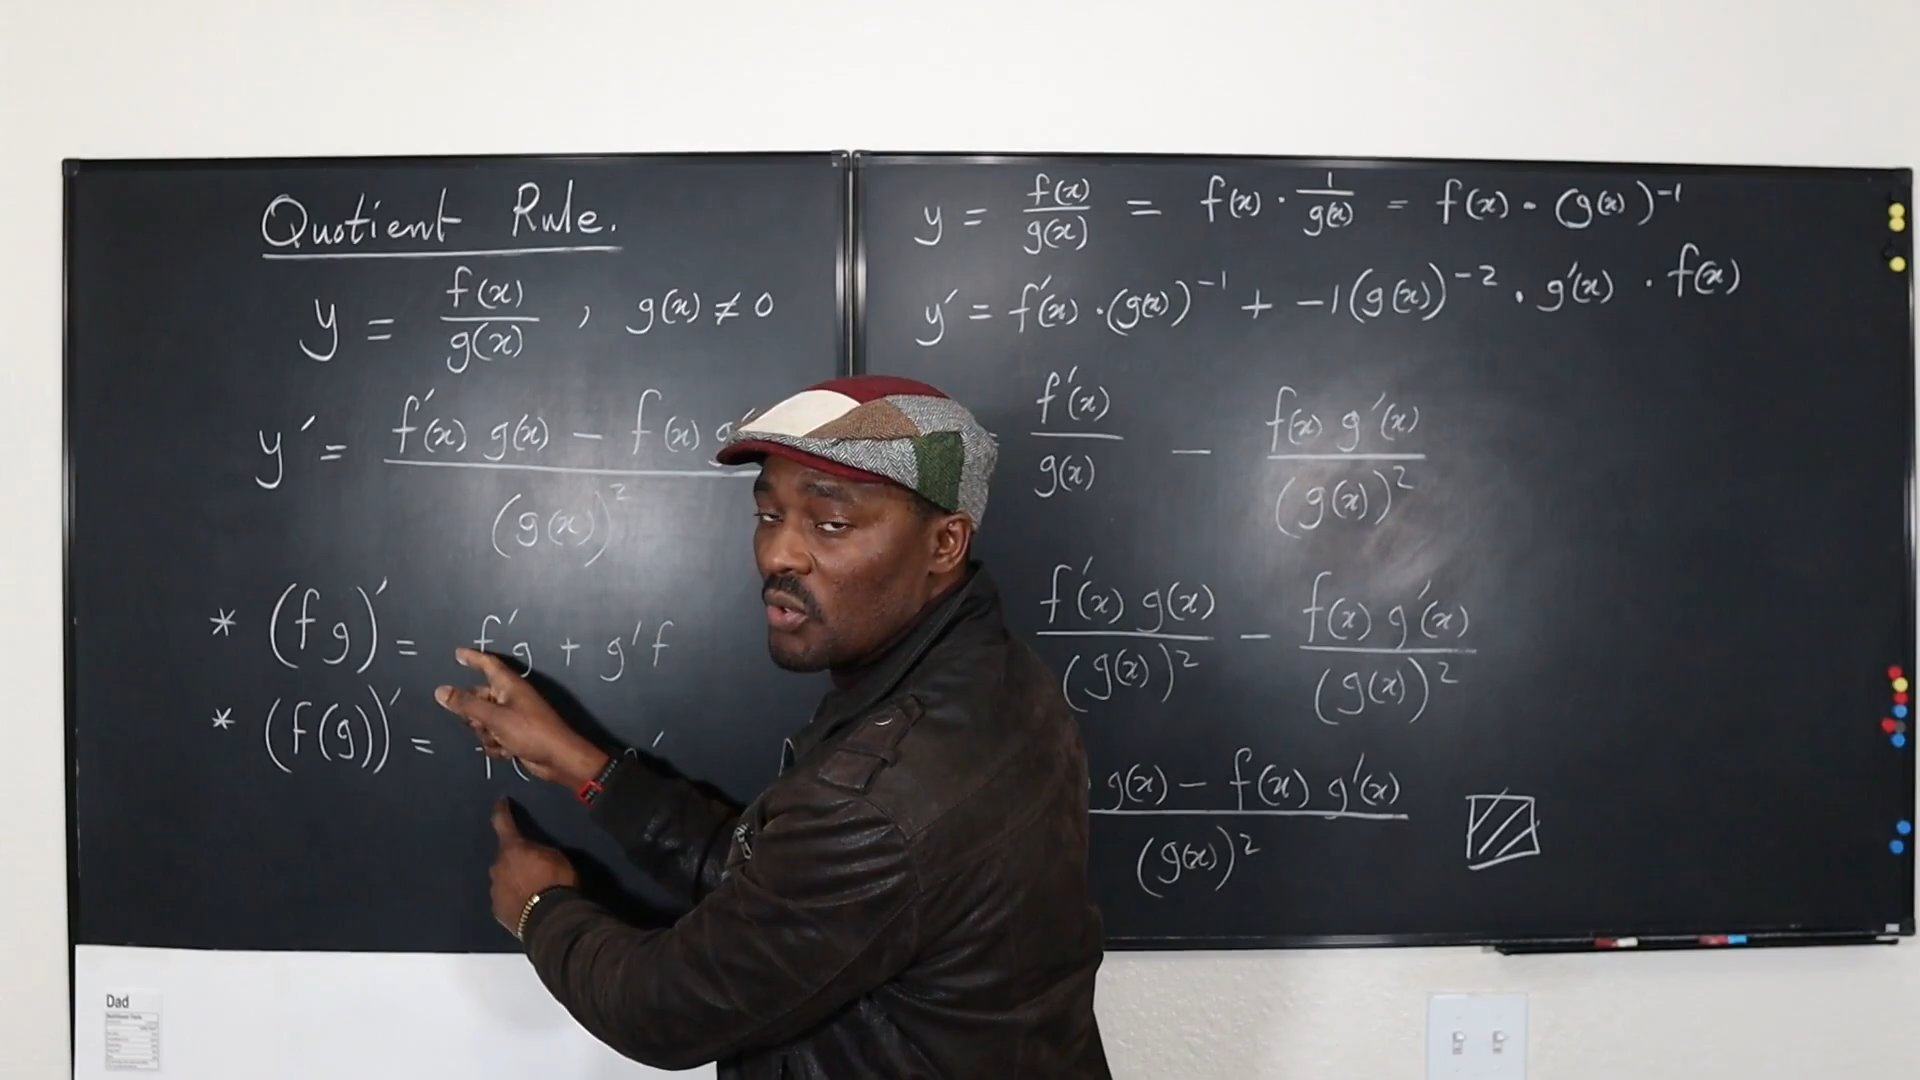 Quotient Rule.
y = f(x)/g(x) , g(x) ≠ 0
y′ = f′(x) g(x) − f(x) g′
(g(x))²
* (fg)′ = f′g + g′f
* (f(g))′ =
y = f(x)/g(x) = f(x) · 1/g(x) = f(x) · (g(x))⁻¹
y′ = f′(x) · (g(x))⁻¹ + −1(g(x))⁻² · g′(x) · f(x)
f′(x)/g(x) − f(x) g′(x)/(g(x))²
f′(x) g(x)/(g(x))² − f(x) g′(x)/(g(x))²
g(x) − f(x) g′(x)
(g(x))²
Dad